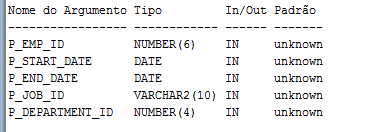 Nome do Argumento Tipo         In/Out Padrão
----------------- ------------ ------ -------
P_EMP_ID          NUMBER(6)    IN     unknown
P_START_DATE      DATE         IN     unknown
P_END_DATE        DATE         IN     unknown
P_JOB_ID          VARCHAR2(10) IN     unknown
P_DEPARTMENT_ID   NUMBER(4)    IN     unknown